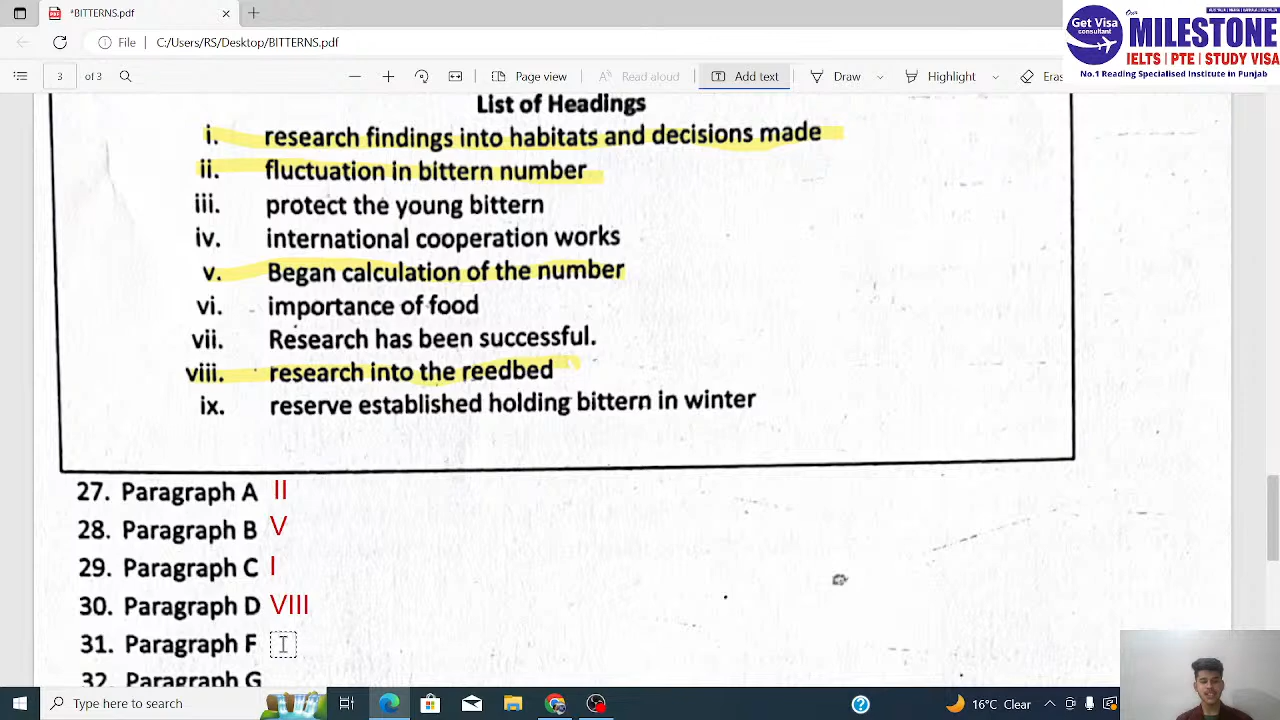 *BITTERNS.pdf
File C:/Users/RDS/Documents/BITTERNS.pdf
Our
Get Visa
consultant
MILESTONE
IELTS | PTE | STUDY VISA
No.1 Reading Specialised Institute in Punjab
3 of 3 Page view Read aloud Add text Draw Highlight Eras
List of Headings
i. research findings into habitats and decisions made
ii. fluctuation in bittern number
iii. protect the young bittern
iv. international cooperation works
v. Began calculation of the number
vi. importance of food
vii. Research has been successful.
viii. research into the reedbed
ix. reserve established holding bittern in winter
27. Paragraph A II
28. Paragraph B V
29. Paragraph C I
30. Paragraph D VIII
31. Paragraph F
32. Paragraph G
Type here to search
16°C Clear